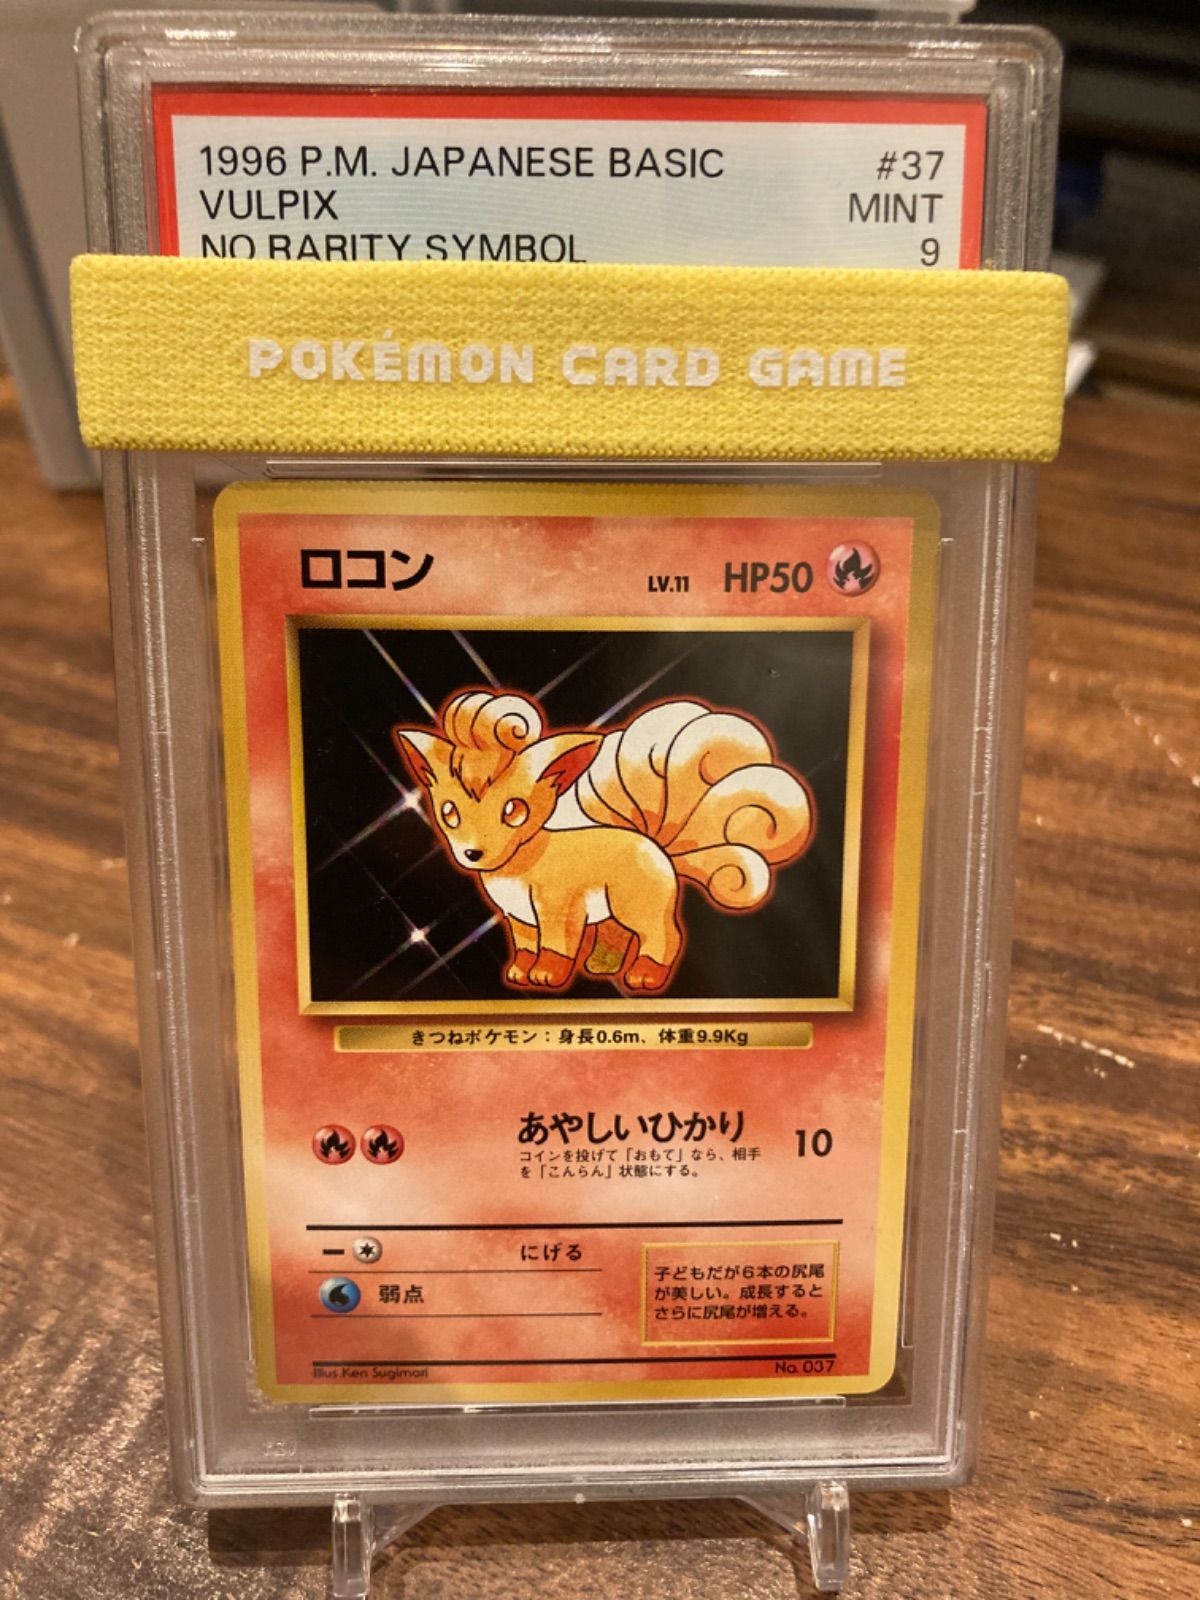 1996 P.M. JAPANESE BASIC #37
VULPIX MINT
NO RARITY SYMBOL 9
POKÉMON CARD GAME
ロコン LV.11 HP50
きつねポケモン：身長0.6m、体重9.9Kg
あやしいひかり 10
コインを投げて「おもて」なら、相手
を「こんらん」状態にする。
ー にげる
弱点
子どもだが6本の尻尾
が美しい。成長すると
さらに尻尾が増える。
Illus.Ken Sugimori No.037